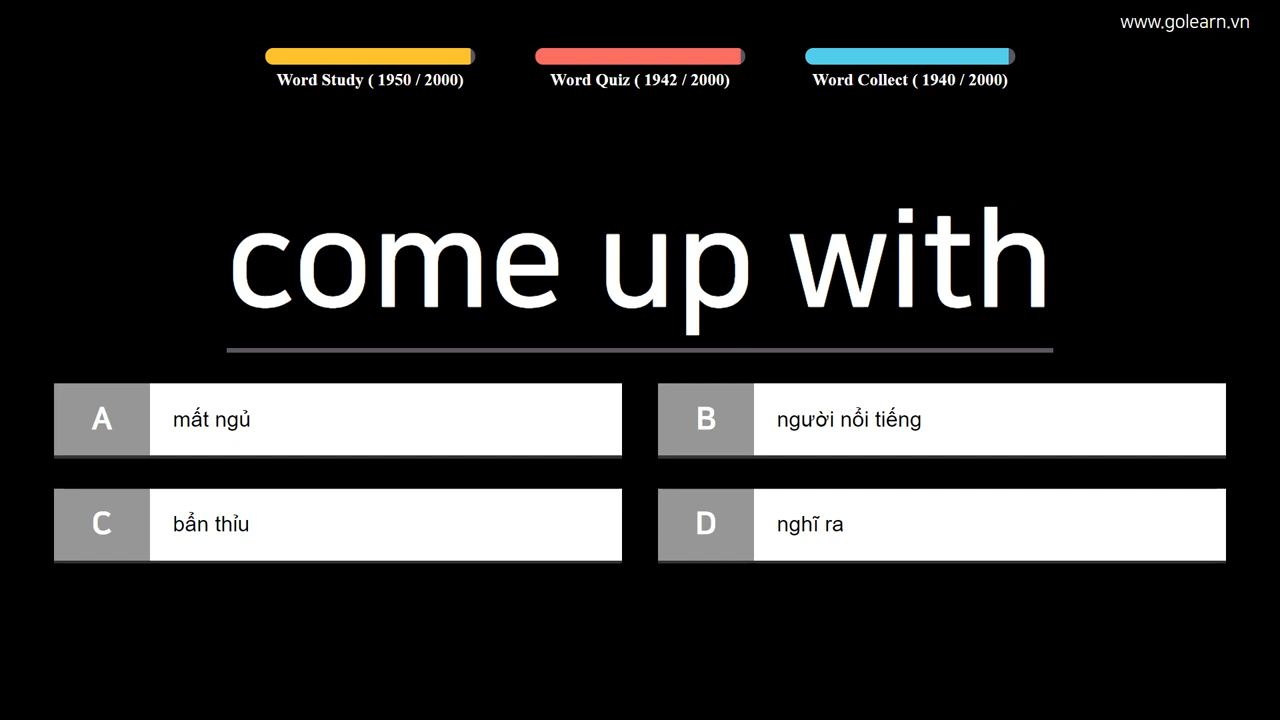 www.golearn.vn
Word Study ( 1950 / 2000)
Word Quiz ( 1942 / 2000)
Word Collect ( 1940 / 2000)
come up with
A mất ngủ
B người nổi tiếng
C bẩn thỉu
D nghĩ ra